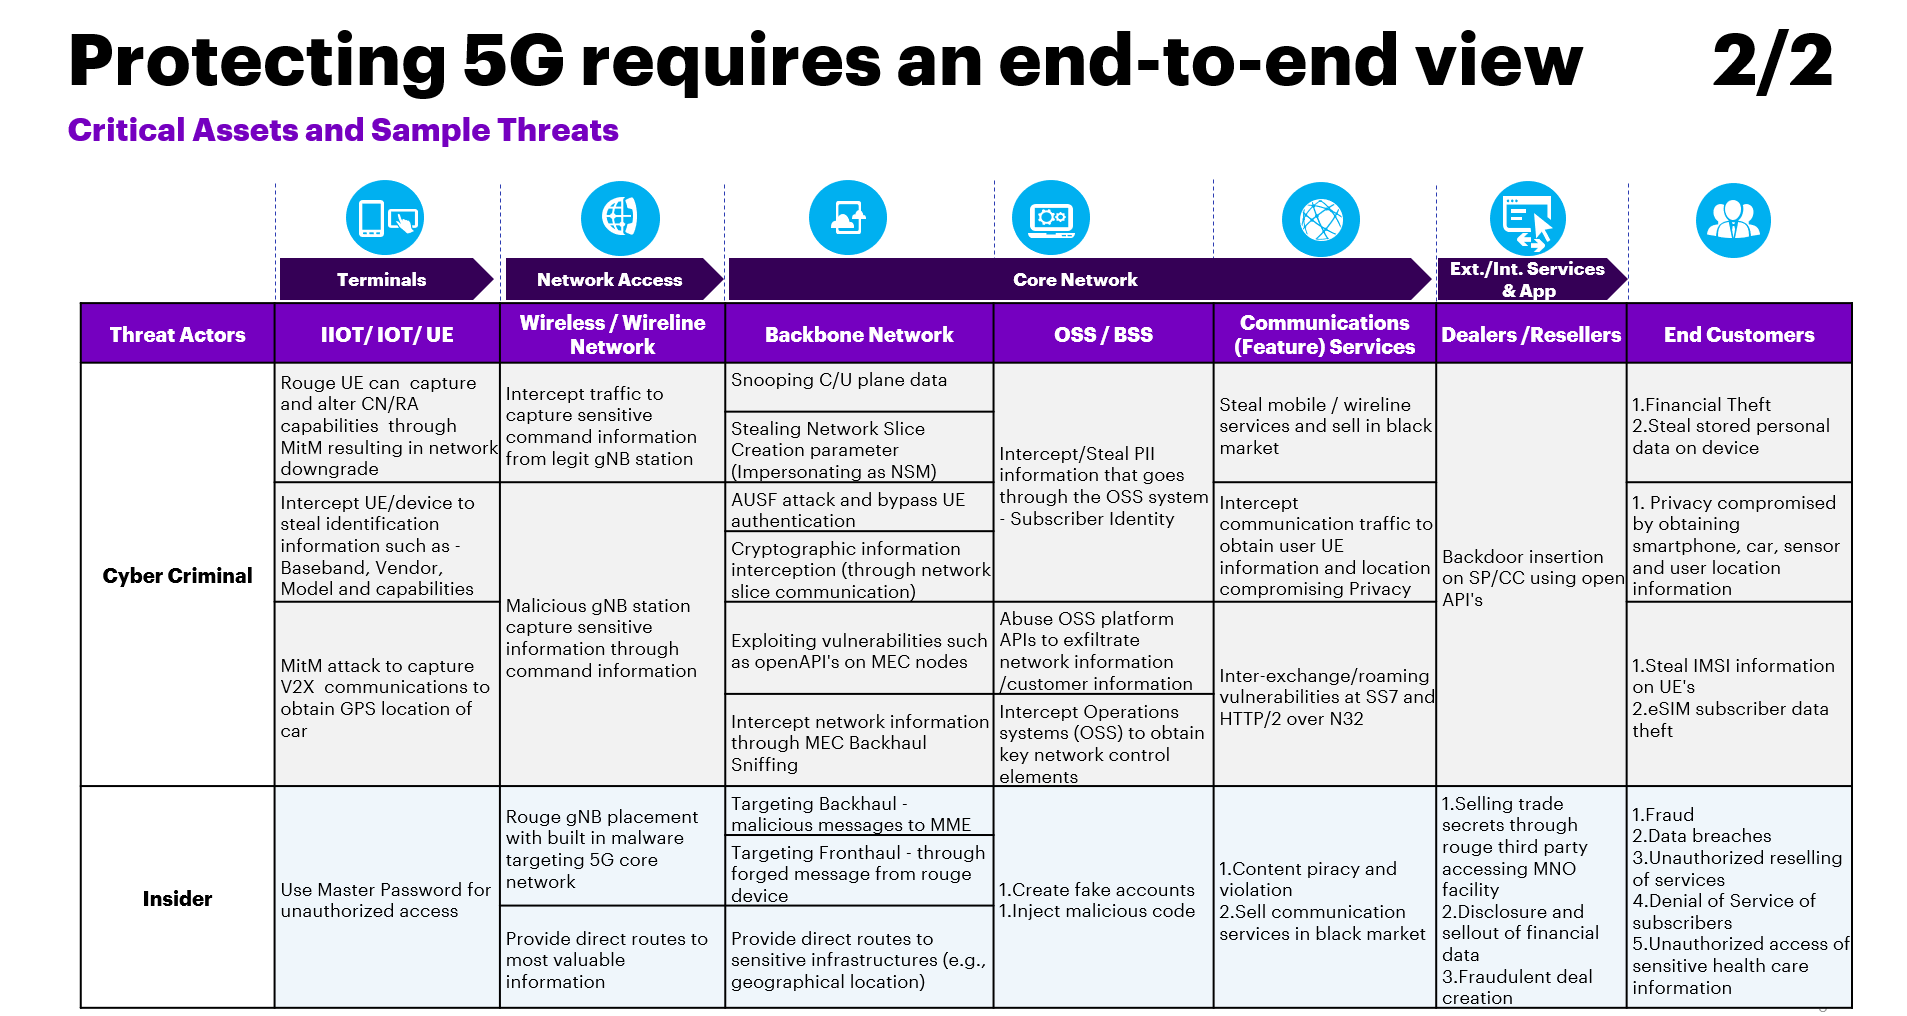 Protecting 5G requires an end-to-end view 2/2
Critical Assets and Sample Threats
Terminals
Network Access
Core Network
Ext./Int. Services
& App
Threat Actors
IIOT/ IOT/ UE
Wireless / Wireline
Network
Backbone Network
OSS / BSS
Communications
(Feature) Services
Dealers /Resellers
End Customers
Cyber Criminal
Rouge UE can capture
and alter CN/RA
capabilities through
MitM resulting in network
downgrade
Intercept UE/device to
steal identification
information such as -
Baseband, Vendor,
Model and capabilities
MitM attack to capture
V2X communications to
obtain GPS location of
car
Intercept traffic to
capture sensitive
command information
from legit gNB station
Malicious gNB station
capture sensitive
information through
command information
Snooping C/U plane data
Stealing Network Slice
Creation parameter
(Impersonating as NSM)
AUSF attack and bypass UE
authentication
Cryptographic information
interception (through network
slice communication)
Exploiting vulnerabilities such
as openAPI's on MEC nodes
Intercept network information
through MEC Backhaul
Sniffing
Intercept/Steal PII
information that goes
through the OSS system
- Subscriber Identity
Abuse OSS platform
APIs to exfiltrate
network information
/customer information
Intercept Operations
systems (OSS) to obtain
key network control
elements
Steal mobile / wireline
services and sell in black
market
Intercept
communication traffic to
obtain user UE
information and location
compromising Privacy
Inter-exchange/roaming
vulnerabilities at SS7 and
HTTP/2 over N32
Backdoor insertion
on SP/CC using open
API's
1.Financial Theft
2.Steal stored personal
data on device
1. Privacy compromised
by obtaining
smartphone, car, sensor
and user location
information
1.Steal IMSI information
on UE's
2.eSIM subscriber data
theft
Insider
Use Master Password for
unauthorized access
Rouge gNB placement
with built in malware
targeting 5G core
network
Provide direct routes to
most valuable
information
Targeting Backhaul -
malicious messages to MME
Targeting Fronthaul - through
forged message from rouge
device
Provide direct routes to
sensitive infrastructures (e.g.,
geographical location)
1.Create fake accounts
1.Inject malicious code
1.Content piracy and
violation
2.Sell communication
services in black market
1.Selling trade
secrets through
rouge third party
accessing MNO
facility
2.Disclosure and
sellout of financial
data
3.Fraudulent deal
creation
1.Fraud
2.Data breaches
3.Unauthorized reselling
of services
4.Denial of Service of
subscribers
5.Unauthorized access of
sensitive health care
information